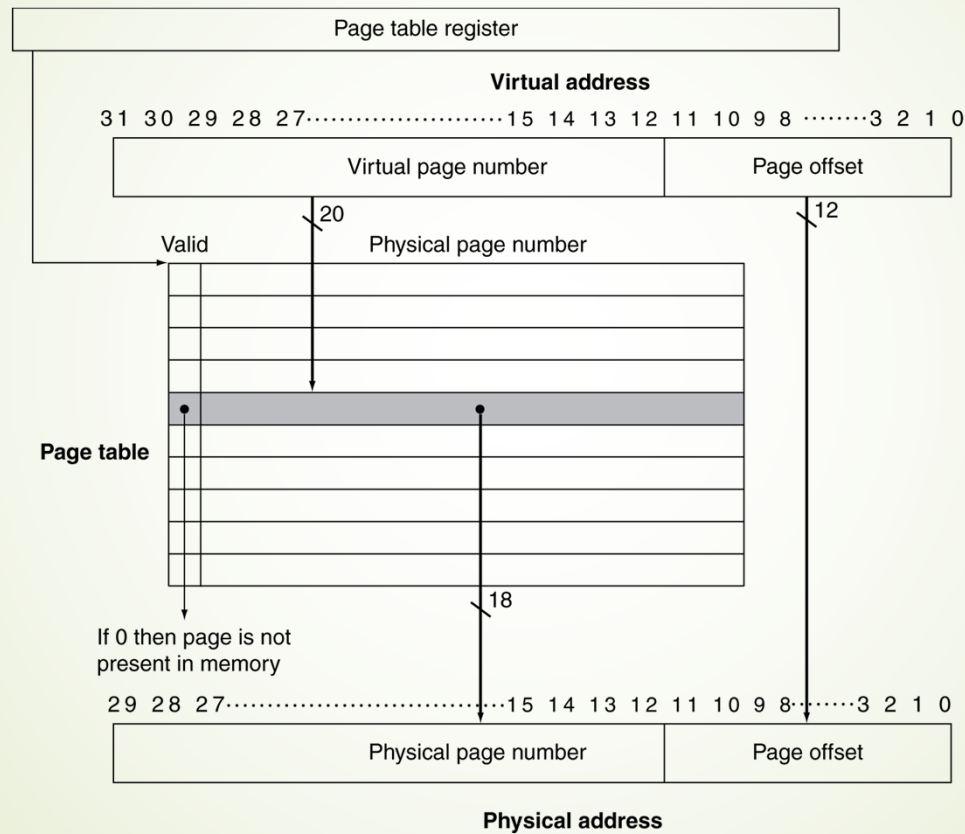 Page table register
Virtual address
31 30 29 28 27······················15 14 13 12 11 10 9 8 ········3 2 1 0
Virtual page number
Page offset
20
12
Valid
Physical page number
Page table
18
If 0 then page is not
present in memory
29 28 27·······························15 14 13 12 11 10 9 8········3 2 1 0
Physical page number
Page offset
Physical address